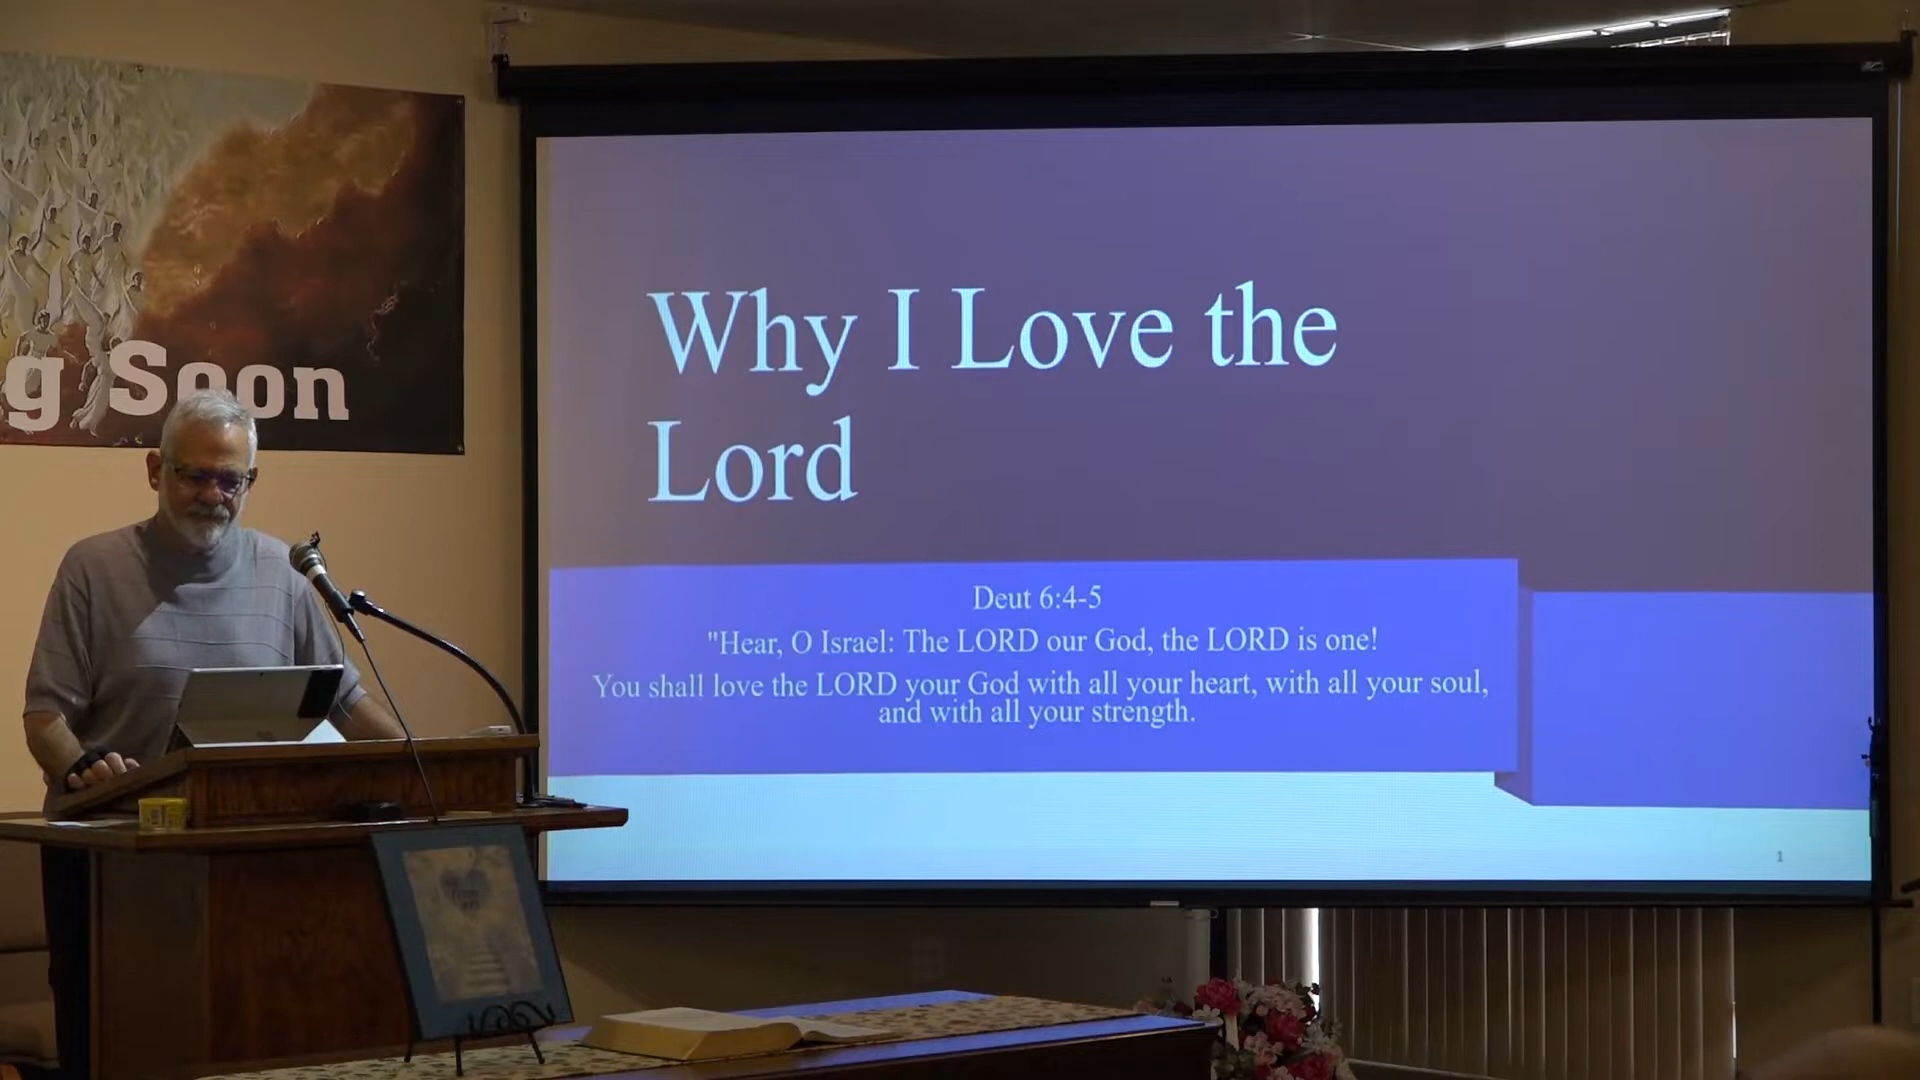 g Soon
Why I Love the
Lord
Deut 6:4-5
"Hear, O Israel: The LORD our God, the LORD is one!
You shall love the LORD your God with all your heart, with all your soul,
and with all your strength.
1